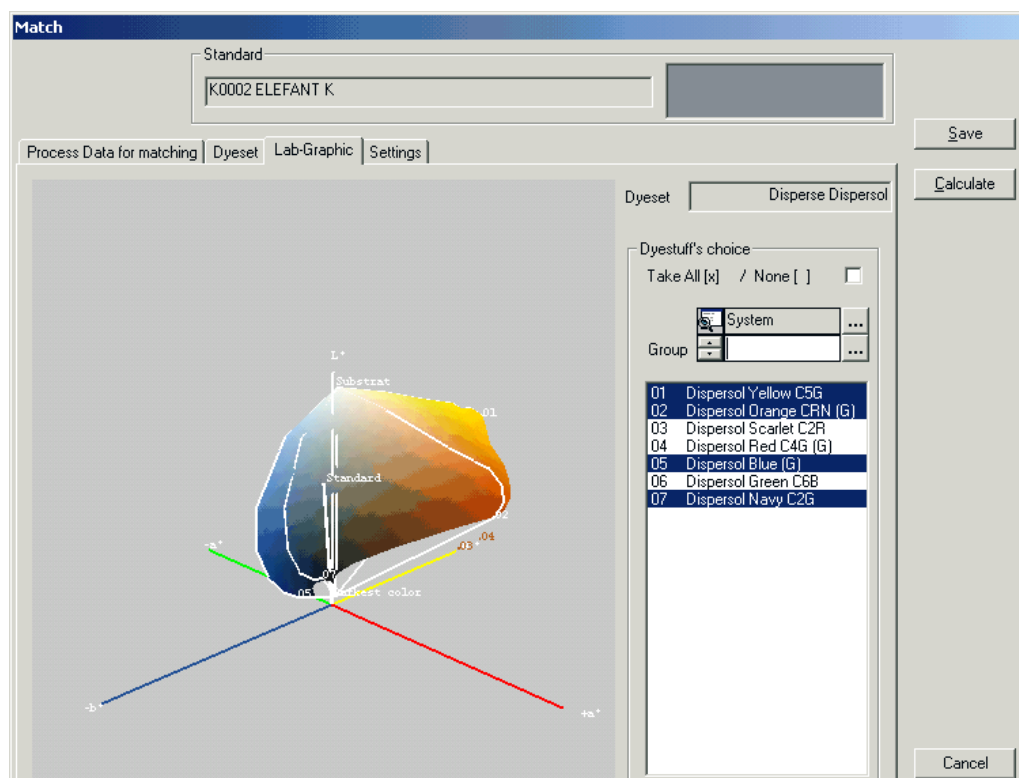 Match
Standard
K0002 ELEFANT K
Save
Calculate
Process Data for matching
Dyeset
Lab-Graphic
Settings
Dyeset
Disperse Dispersol
Dyestuff's choice
Take All [x] / None [ ]
System
...
Group
...
01 Dispersol Yellow C5G
02 Dispersol Orange CRN (G)
03 Dispersol Scarlet C2R
04 Dispersol Red C4G (G)
05 Dispersol Blue (G)
06 Dispersol Green C6B
07 Dispersol Navy C2G
L*
Substrat
.01
Standard
.02
.04
.03
-a*
07
.05
color
-b*
+a*
Cancel